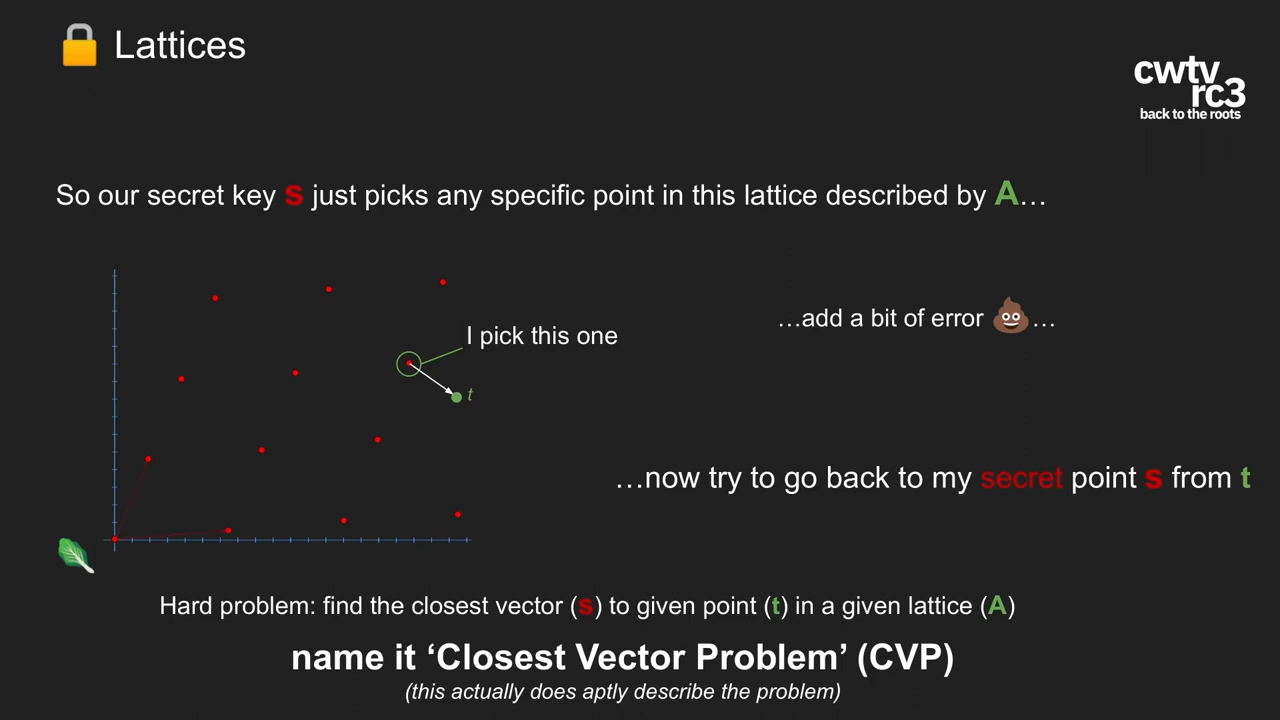 🔒 Lattices
cwtv
rc3
back to the roots
So our secret key s just picks any specific point in this lattice described by A…
I pick this one
…add a bit of error 💩…
t
…now try to go back to my secret point s from t
Hard problem: find the closest vector (s) to given point (t) in a given lattice (A)
name it ‘Closest Vector Problem’ (CVP)
(this actually does aptly describe the problem)